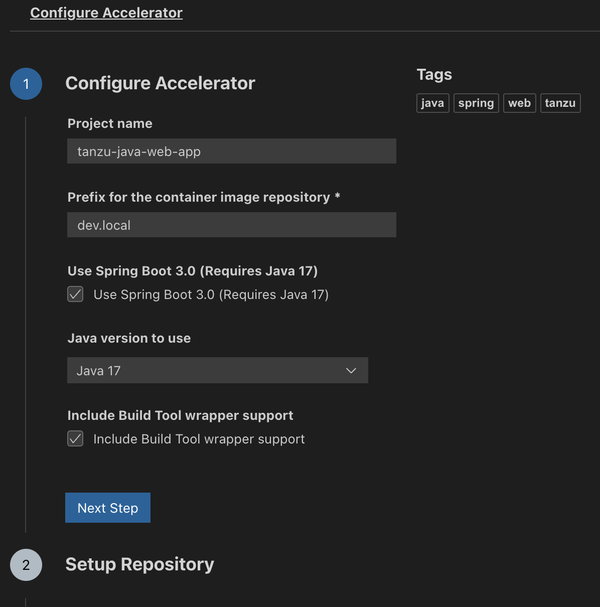 Configure Accelerator
1
Configure Accelerator
Project name
tanzu-java-web-app
Prefix for the container image repository *
dev.local
Use Spring Boot 3.0 (Requires Java 17)
Use Spring Boot 3.0 (Requires Java 17)
Java version to use
Java 17
Include Build Tool wrapper support
Include Build Tool wrapper support
Next Step
2
Setup Repository
Tags
java spring web tanzu